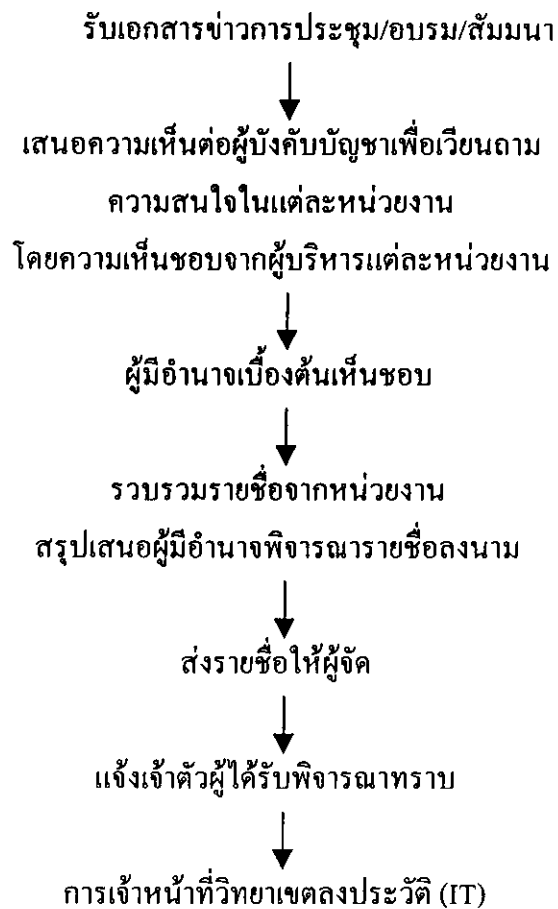 รับเอกสารข่าวการประชุม/อบรม/สัมมนา
เสนอความเห็นต่อผู้บังคับบัญชาเพื่อเวียนถาม
ความสนใจในแต่ละหน่วยงาน
โดยความเห็นชอบจากผู้บริหารแต่ละหน่วยงาน
ผู้มีอำนาจเบื้องต้นเห็นชอบ
รวบรวมรายชื่อจากหน่วยงาน
สรุปเสนอผู้มีอำนาจพิจารณารายชื่อลงนาม
ส่งรายชื่อให้ผู้จัด
แจ้งเจ้าตัวผู้ได้รับพิจารณาทราบ
การเจ้าหน้าที่วิทยาเขตลงประวัติ (IT)